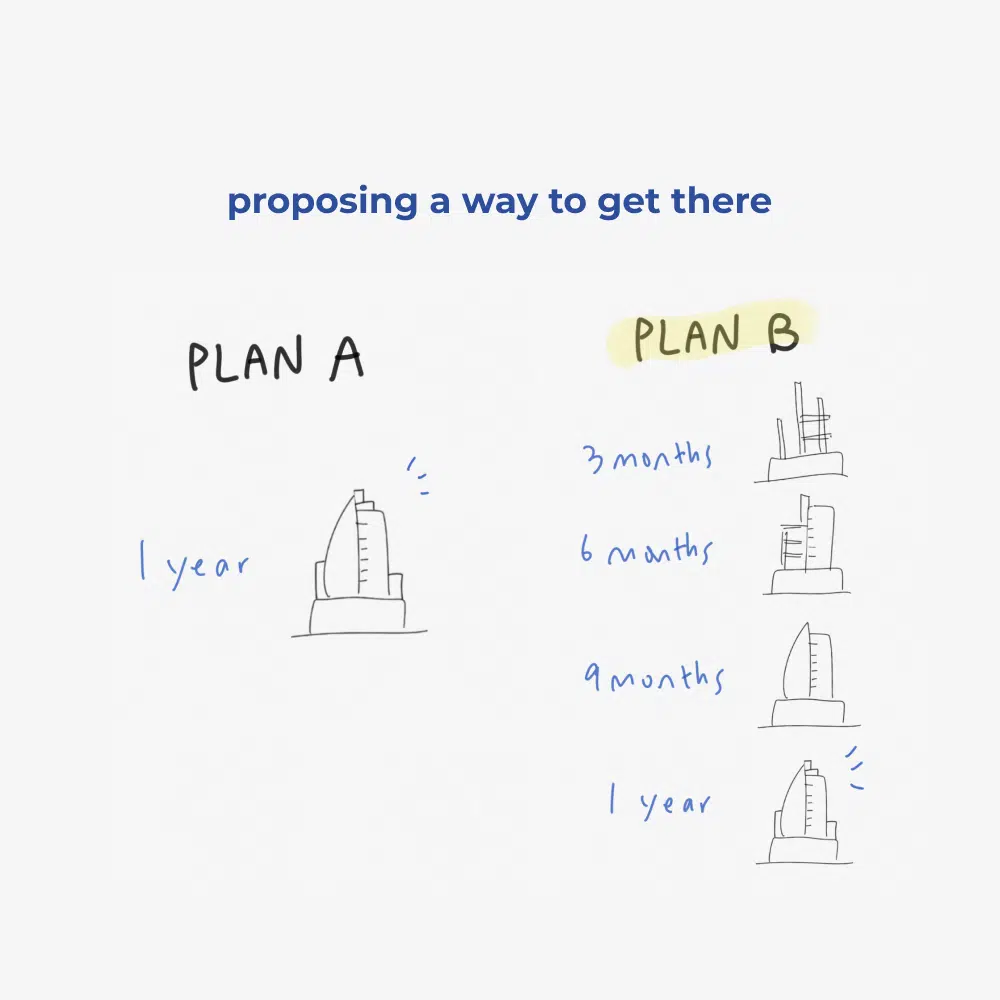 proposing a way to get there
PLAN A
1 year
PLAN B
3 months
6 months
9 months
1 year